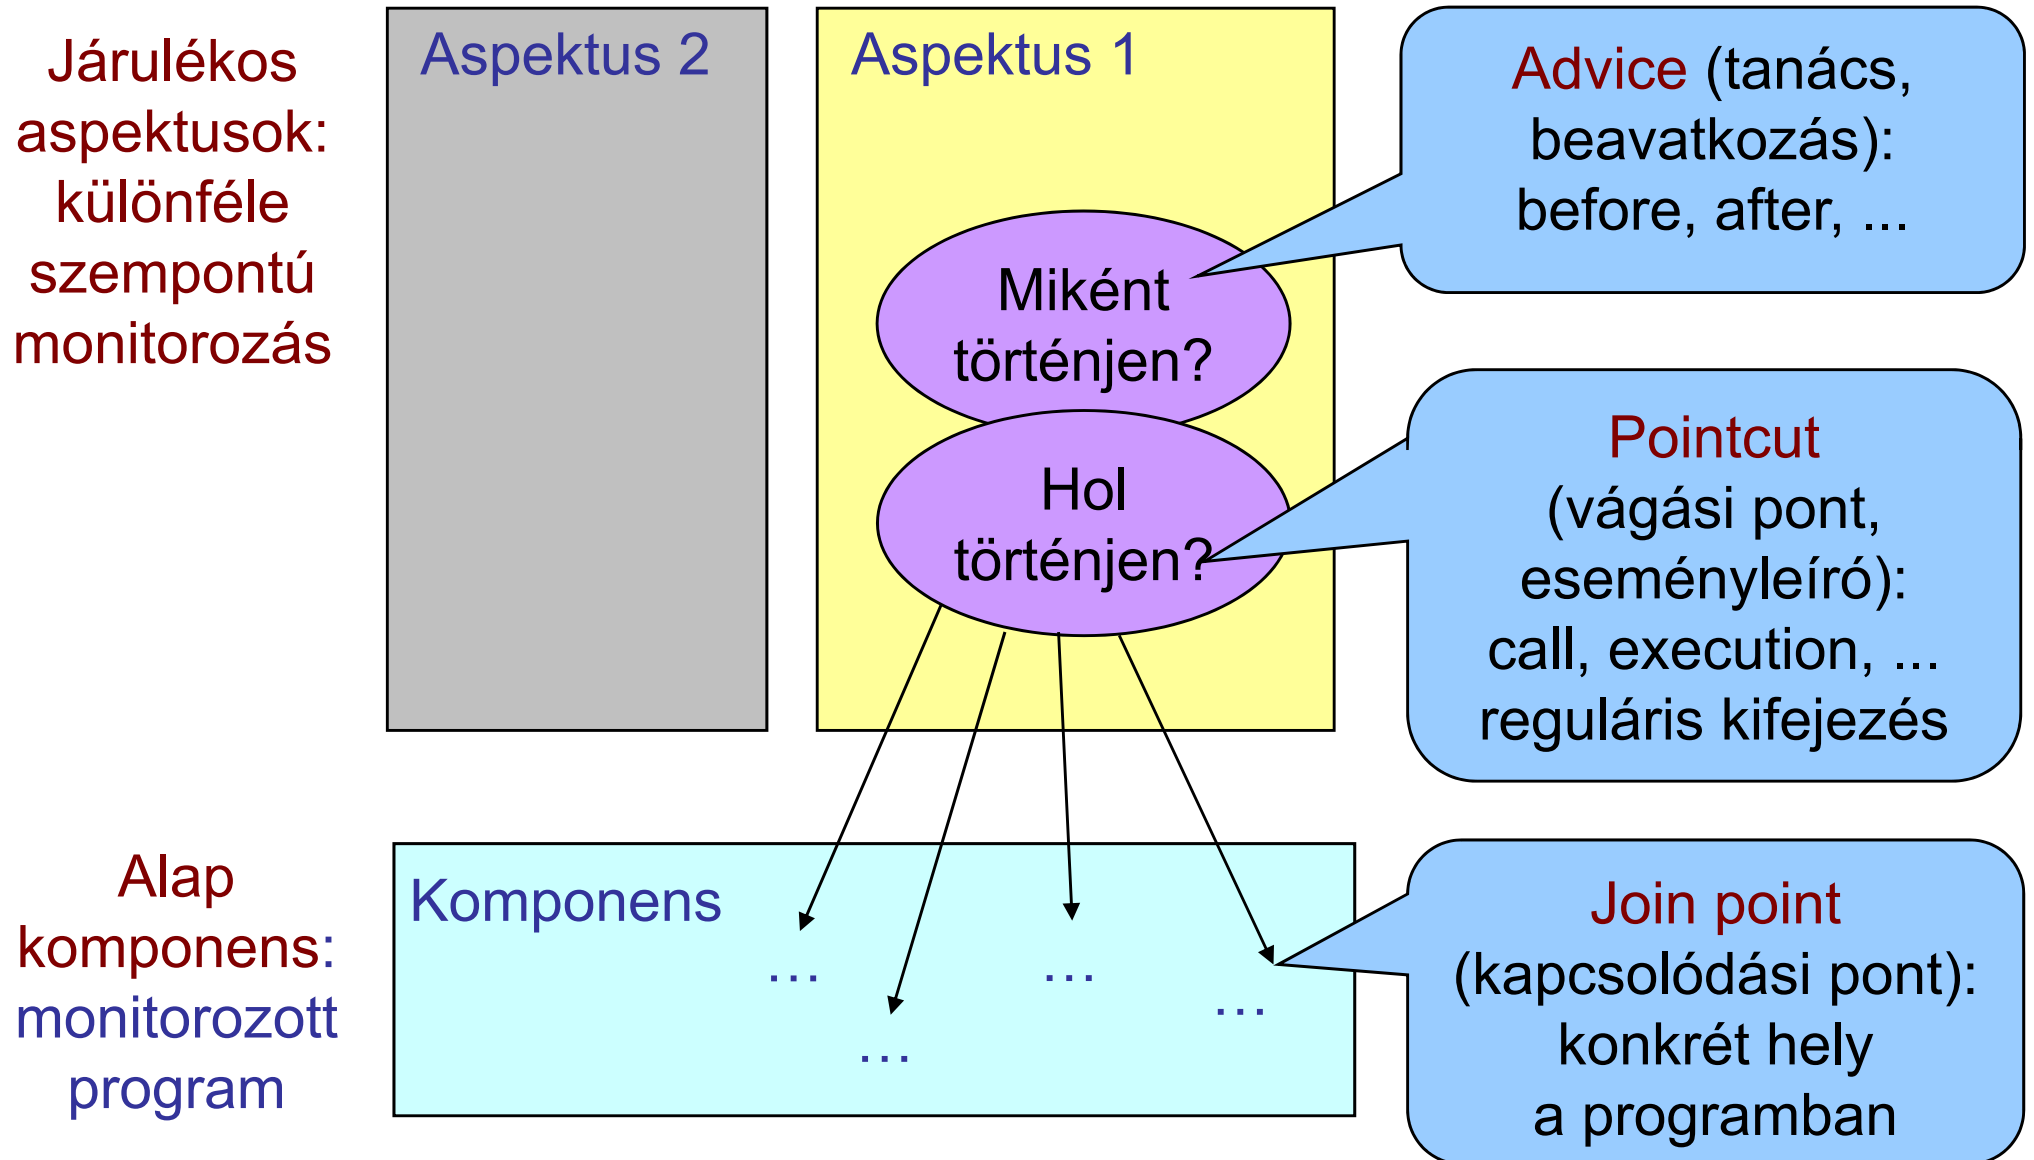 Járulékos
aspektusok:
különféle
szempontú
monitorozás
Aspektus 2
Aspektus 1
Miként
történjen?
Hol
történjen?
Advice (tanács,
beavatkozás):
before, after, ...
Pointcut
(vágási pont,
eseményleíró):
call, execution, ...
reguláris kifejezés
Alap
komponens:
monitorozott
program
Komponens
…
…
…
…
Join point
(kapcsolódási pont):
konkrét hely
a programban